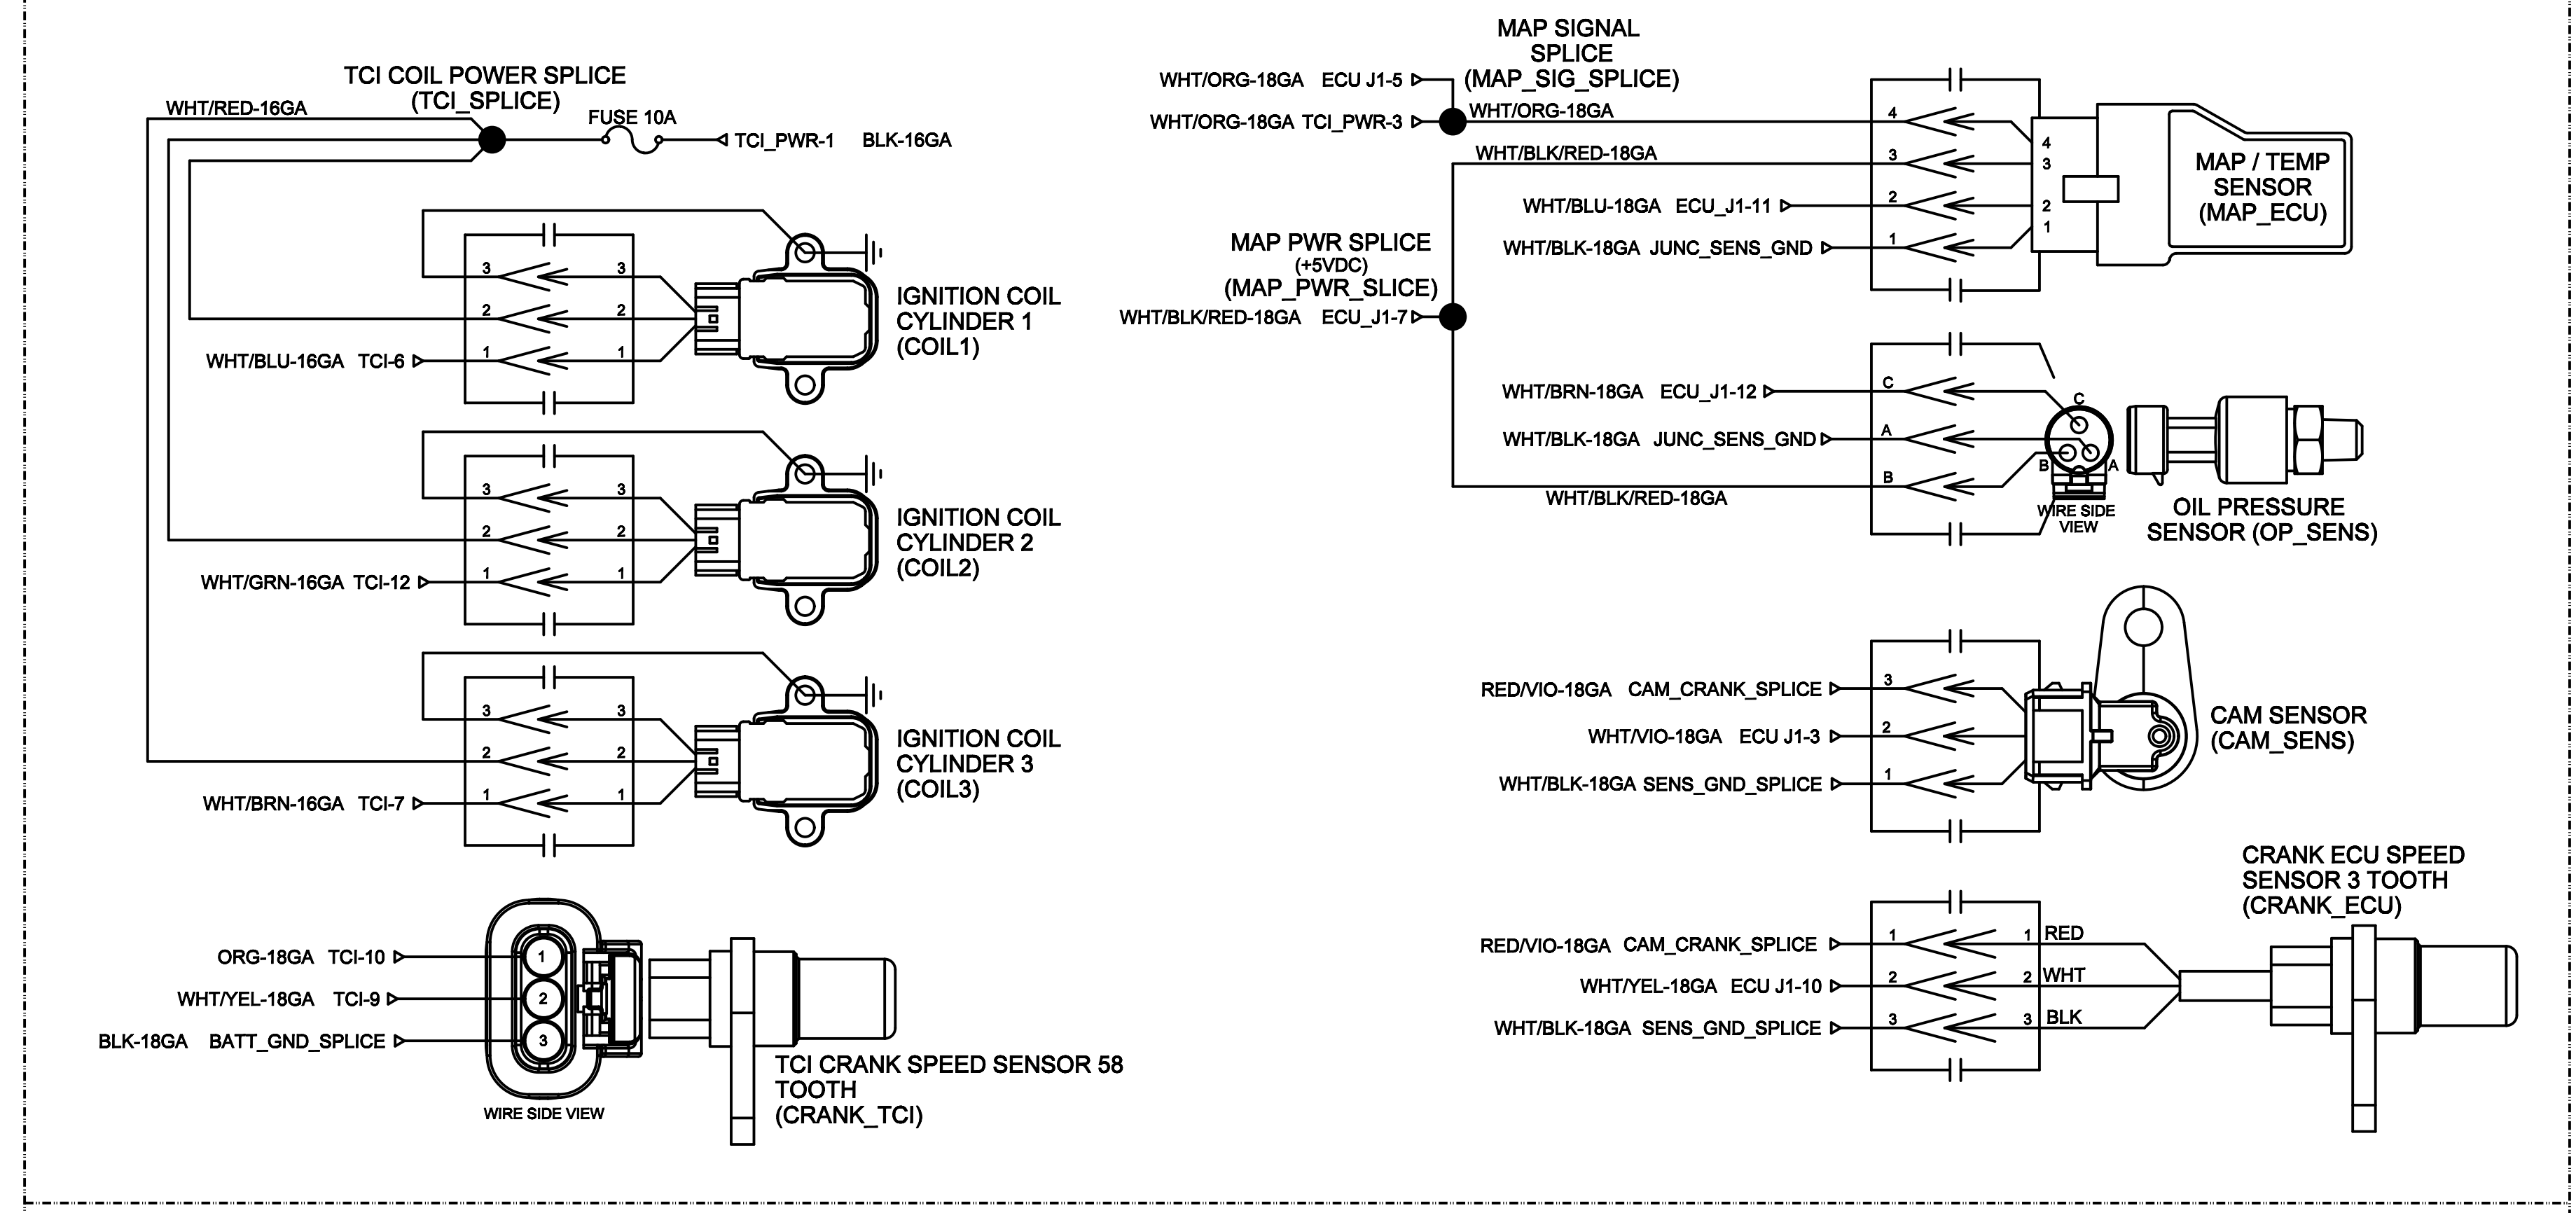 TCI COIL POWER SPLICE
(TCI_SPLICE)
WHT/RED-16GA
FUSE 10A
TCI_PWR-1 BLK-16GA
3 3
2 2
WHT/BLU-16GA TCI-6 1 1
IGNITION COIL
CYLINDER 1
(COIL1)
3 3
2 2
WHT/GRN-16GA TCI-12 1 1
IGNITION COIL
CYLINDER 2
(COIL2)
3 3
2 2
WHT/BRN-16GA TCI-7 1 1
IGNITION COIL
CYLINDER 3
(COIL3)
ORG-18GA TCI-10 1
WHT/YEL-18GA TCI-9 2
BLK-18GA BATT_GND_SPLICE 3
WIRE SIDE VIEW
TCI CRANK SPEED SENSOR 58
TOOTH
(CRANK_TCI)
MAP SIGNAL
SPLICE
(MAP_SIG_SPLICE)
WHT/ORG-18GA ECU J1-5
WHT/ORG-18GA TCI_PWR-3 WHT/ORG-18GA 4 4
WHT/BLK/RED-18GA 3 3
WHT/BLU-18GA ECU_J1-11 2 2
WHT/BLK-18GA JUNC_SENS_GND 1 1
MAP / TEMP
SENSOR
(MAP_ECU)
MAP PWR SPLICE
(+5VDC)
(MAP_PWR_SLICE)
WHT/BLK/RED-18GA ECU_J1-7
WHT/BRN-18GA ECU_J1-12 C C
WHT/BLK-18GA JUNC_SENS_GND A
B B A
WHT/BLK/RED-18GA
WIRE SIDE
VIEW
OIL PRESSURE
SENSOR (OP_SENS)
RED/VIO-18GA CAM_CRANK_SPLICE 3
WHT/VIO-18GA ECU J1-3 2
WHT/BLK-18GA SENS_GND_SPLICE 1
CAM SENSOR
(CAM_SENS)
CRANK ECU SPEED
SENSOR 3 TOOTH
(CRANK_ECU)
RED/VIO-18GA CAM_CRANK_SPLICE 1 1 RED
WHT/YEL-18GA ECU J1-10 2 2 WHT
WHT/BLK-18GA SENS_GND_SPLICE 3 3 BLK